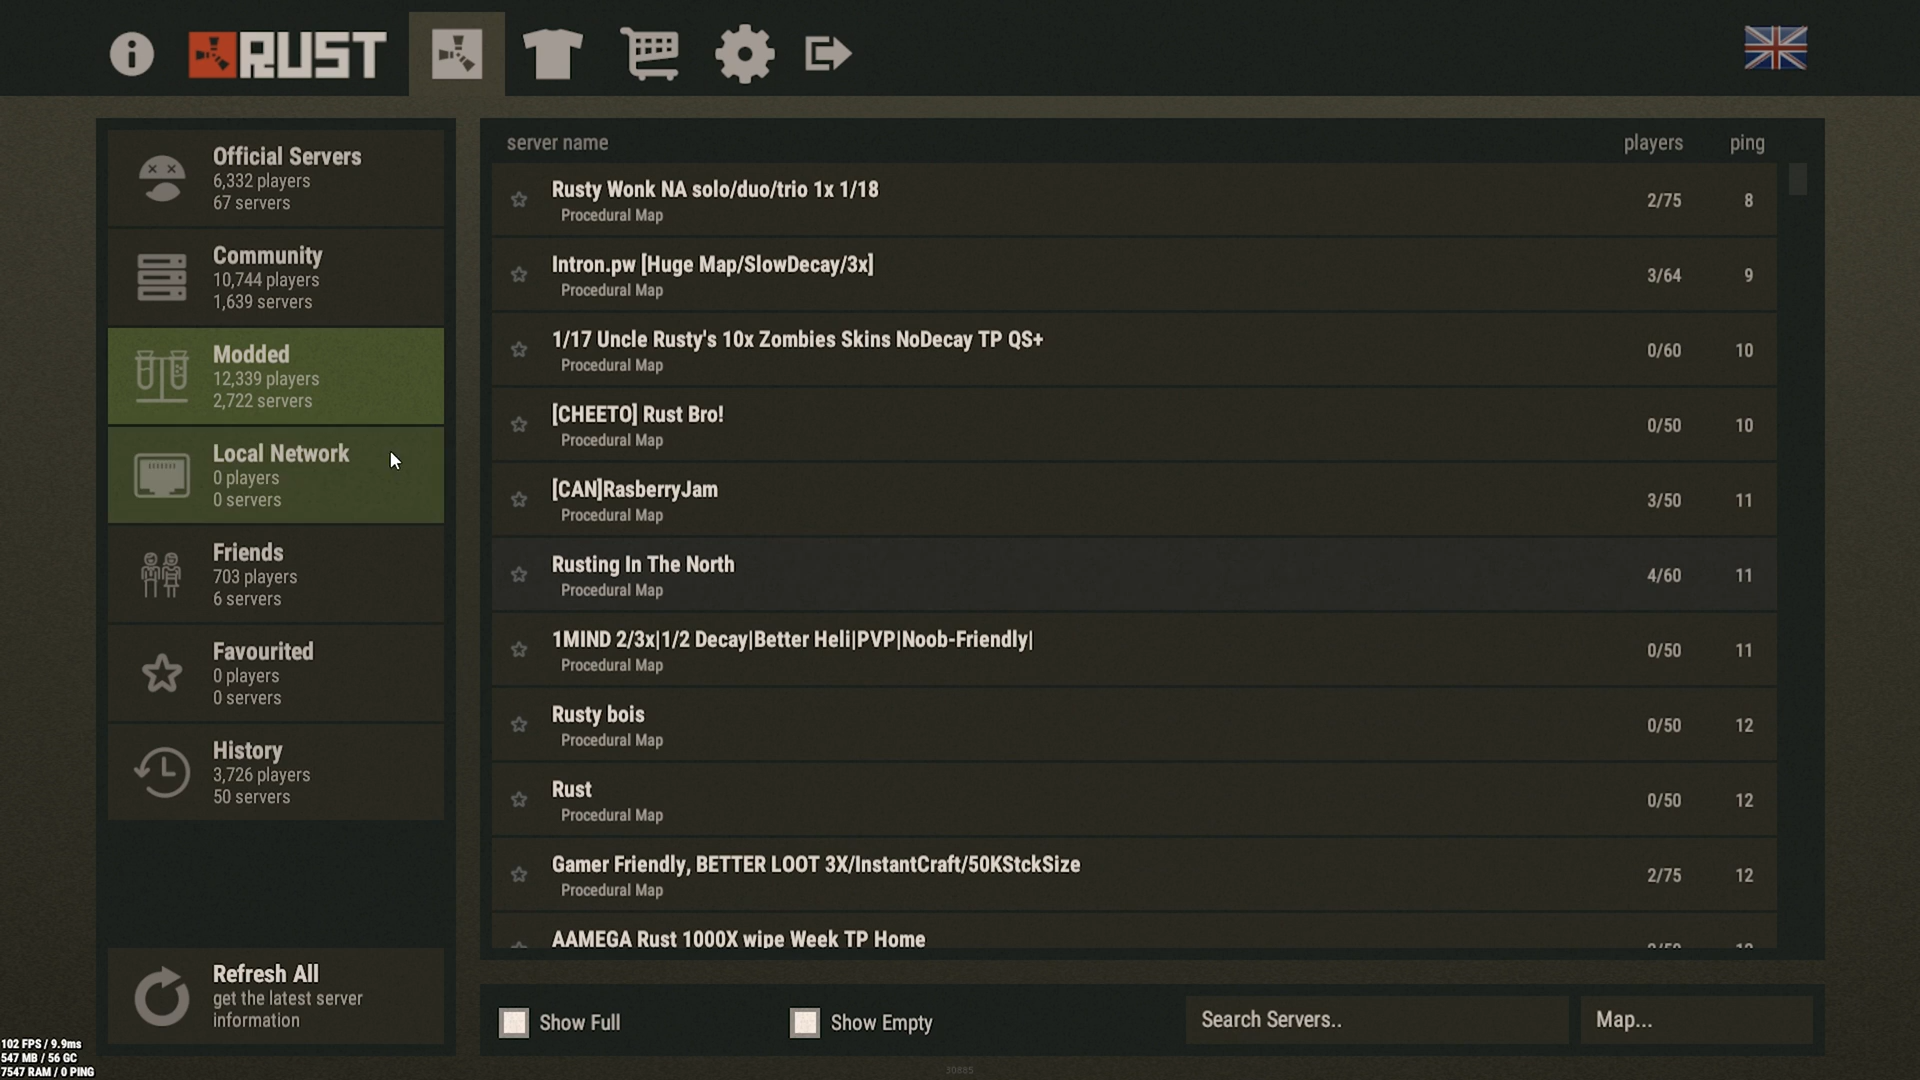 RUST
Official Servers
6,332 players
67 servers
Community
10,744 players
1,639 servers
Modded
12,339 players
2,722 servers
Local Network
0 players
0 servers
Friends
703 players
6 servers
Favourited
0 players
0 servers
History
3,726 players
50 servers
Refresh All
get the latest server
information
server name players ping
Rusty Wonk NA solo/duo/trio 1x 1/18 2/75 8
Procedural Map
Intron.pw [Huge Map/SlowDecay/3x] 3/64 9
Procedural Map
1/17 Uncle Rusty's 10x Zombies Skins NoDecay TP QS+ 0/60 10
Procedural Map
[CHEETO] Rust Bro! 0/50 10
Procedural Map
[CAN]RasberryJam 3/50 11
Procedural Map
Rusting In The North 4/60 11
Procedural Map
1MIND 2/3x|1/2 Decay|Better Heli|PVP|Noob-Friendly| 0/50 11
Procedural Map
Rusty bois 0/50 12
Procedural Map
Rust 0/50 12
Procedural Map
Gamer Friendly, BETTER LOOT 3X/InstantCraft/50KStckSize 2/75 12
Procedural Map
AAMEGA Rust 1000X wipe Week TP Home
Show Full Show Empty Search Servers.. Map...
102 FPS / 9.9ms
547 MB / 56 GC
7547 RAM / 0 PING
30885